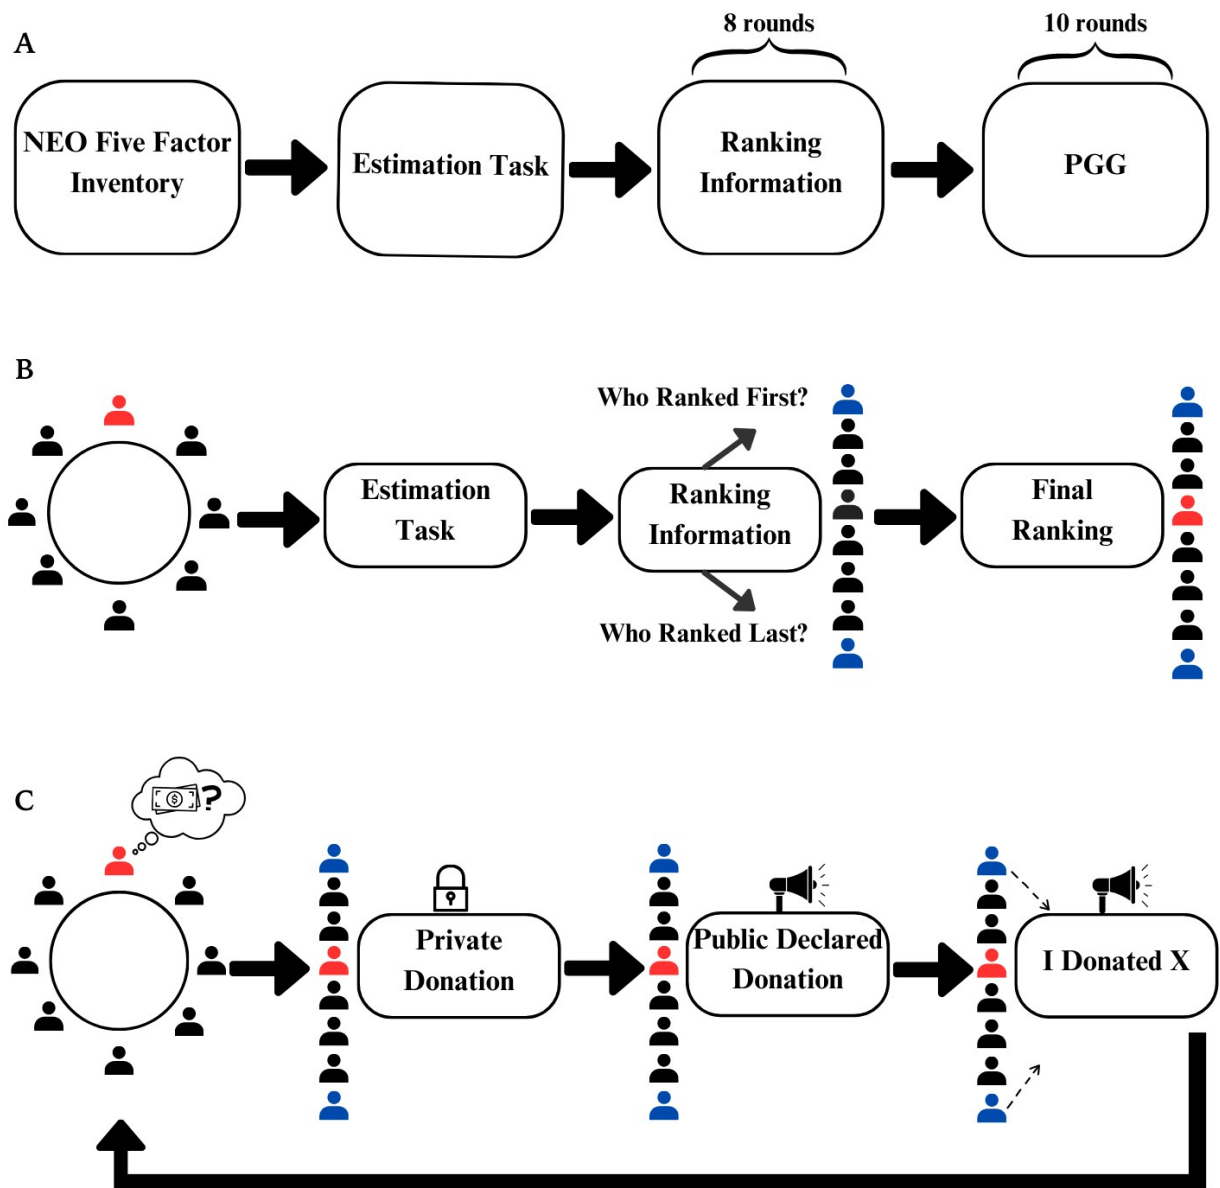 A
8 rounds
10 rounds
NEO Five Factor
Inventory
Estimation Task
Ranking
Information
PGG
B
Who Ranked First?
Estimation
Task
Ranking
Information
Who Ranked Last?
Final
Ranking
C
$ ?
Private
Donation
Public Declared
Donation
I Donated X